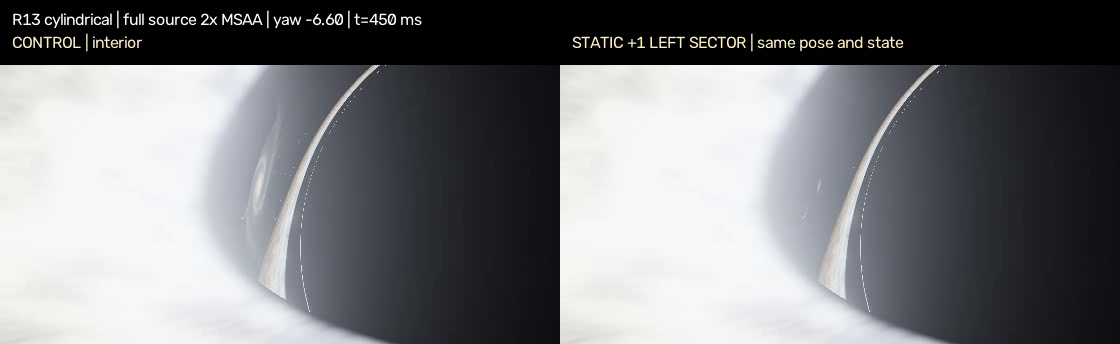 R13 cylindrical | full source 2x MSAA | yaw -6.60 | t=450 ms
CONTROL | interior
STATIC +1 LEFT SECTOR | same pose and state